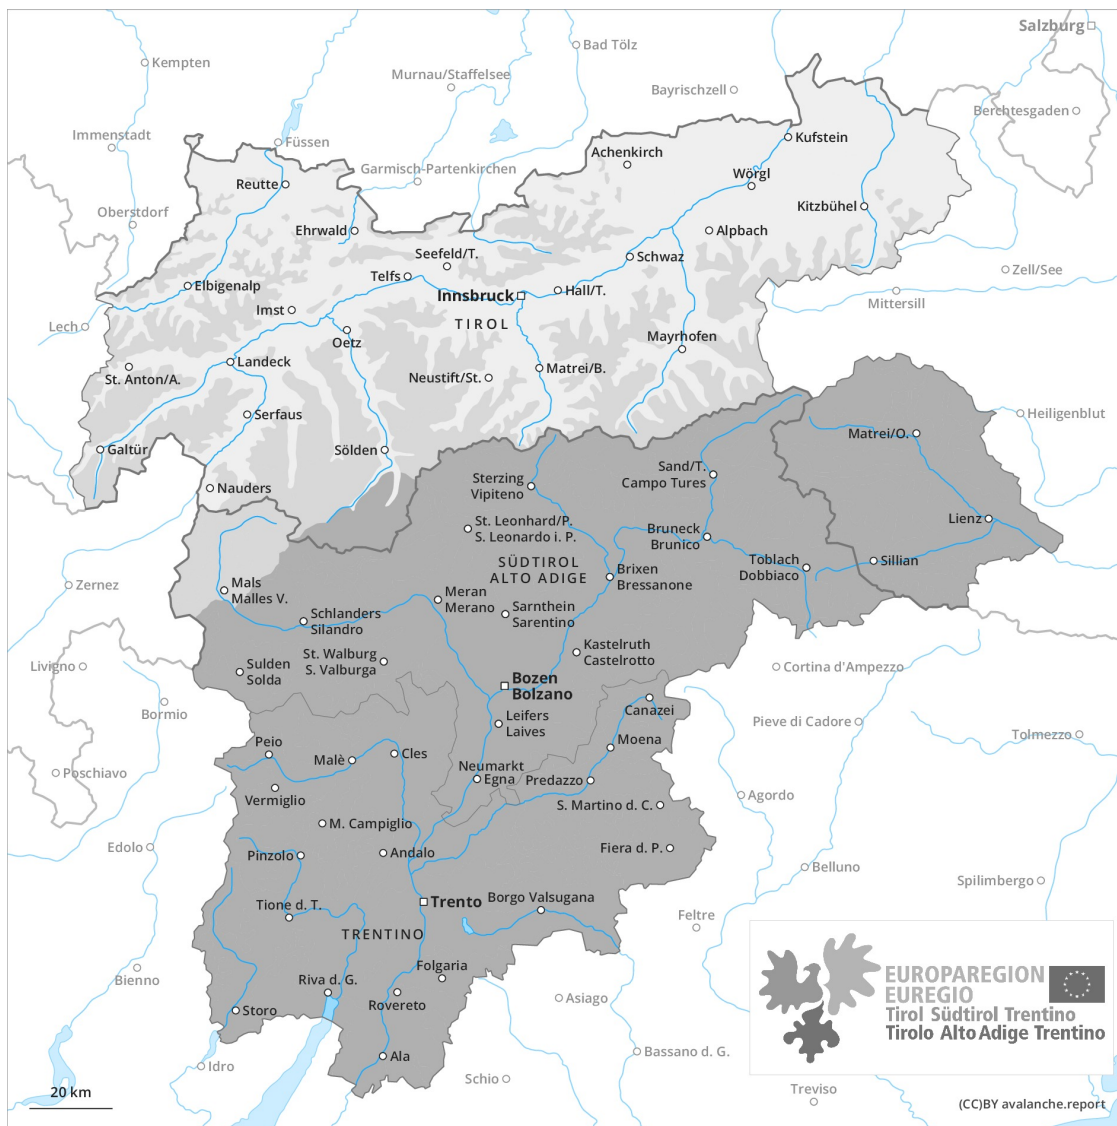 Salzburg
Bad Tölz
Kempten
Murnau/Staffelsee
Bayrischzell
Berchtesgaden
Immenstadt
Füssen
Kufstein
Achenkirch
Garmisch-Partenkirchen
Wörgl
Reutte
Kitzbühel
Oberstdorf
Ehrwald
Alpbach
Seefeld/T.
Schwaz
Zell/See
Telfs
Elbigenalp
Hall/T.
Innsbruck
Mittersill
Imst
TIROL
Lech
Oetz
Mayrhofen
Landeck
Matrei/B.
St. Anton/A.
Neustift/St.
Serfaus
Heiligenblut
Matrei/O.
Galtür
Sölden
Sand/T.
Campo Tures
Sterzing
Vipiteno
Nauders
Lienz
St. Leonhard/P.
S. Leonardo i. P.
Bruneck
Brunico
SÜDTIROL
ALTO ADIGE
Toblach
Dobbiaco
Sillian
Brixen
Bressanone
Zernez
Mals
Malles V.
Meran
Merano
Sarnthein
Sarentino
Schlanders
Silandro
Kastelruth
Castelrotto
St. Walburg
S. Valburga
Livigno
Sulden
Solda
Cortina d'Ampezzo
Bozen
Bolzano
Canazei
Bormio
Leifers
Laives
Pieve di Cadore
Tolmezzo
Peio
Moena
Cles
Malè
Neumarkt
Egna
Predazzo
Poschiavo
Vermiglio
Agordo
S. Martino d. C.
M. Campiglio
Edolo
Pinzolo
Andalo
Fiera d. P.
Belluno
Spilimbergo
Tione d. T.
Trento
Borgo Valsugana
Feltre
TRENTINO
Folgaria
Bienno
Riva d. G.
Rovereto
Asiago
Storo
EUROPAREGION
EUREGIO
Tirol Südtirol Trentino
Tirolo Alto Adige Trentino
Ala
Bassano d. G.
Idro
Schio
Treviso
20 km
(CC)BY avalanche.report